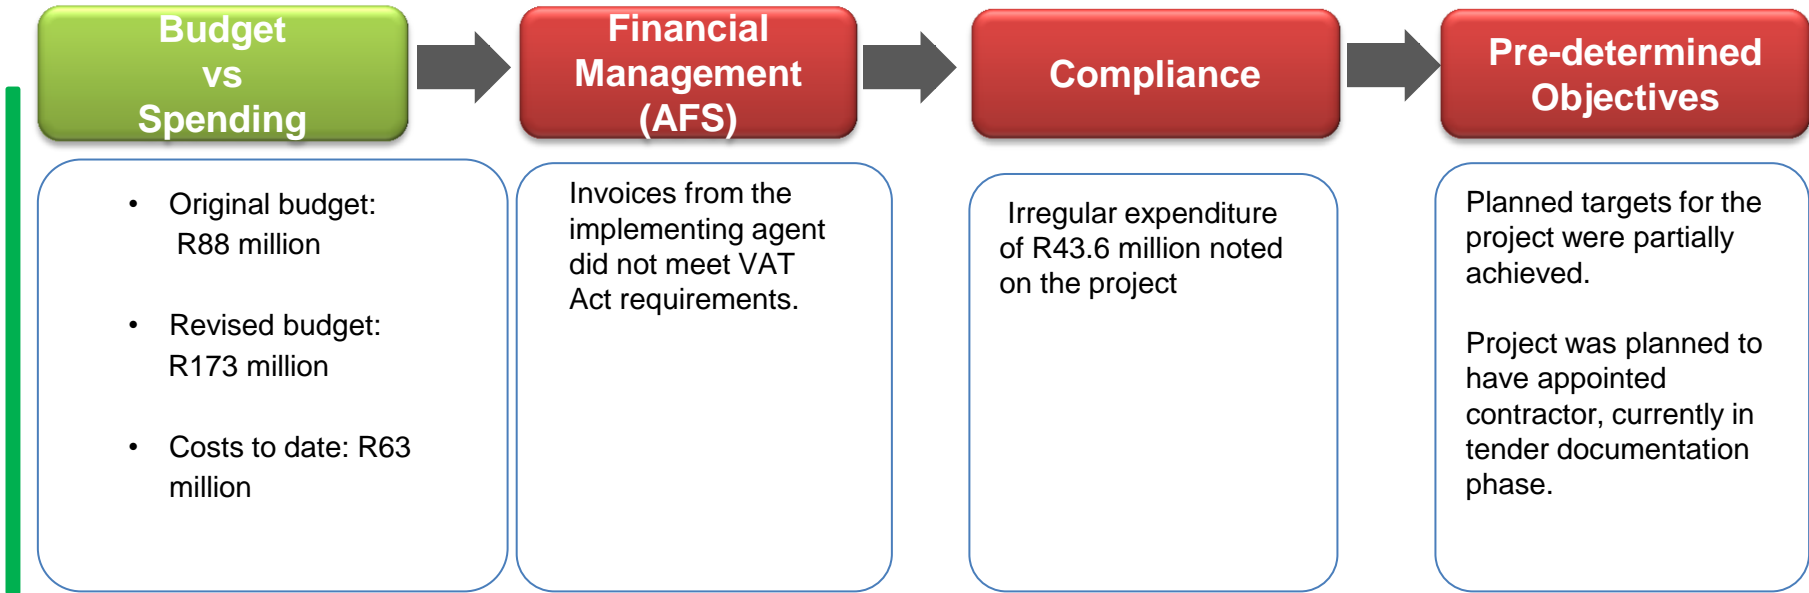 Budget
vs
Spending
Financial
Management
(AFS)
Compliance
Pre-determined
Objectives
• Original budget:
R88 million
• Revised budget:
R173 million
• Costs to date: R63
million
Invoices from the
implementing agent
did not meet VAT
Act requirements.
Irregular expenditure
of R43.6 million noted
on the project
Planned targets for the
project were partially
achieved.
Project was planned to
have appointed
contractor, currently in
tender documentation
phase.